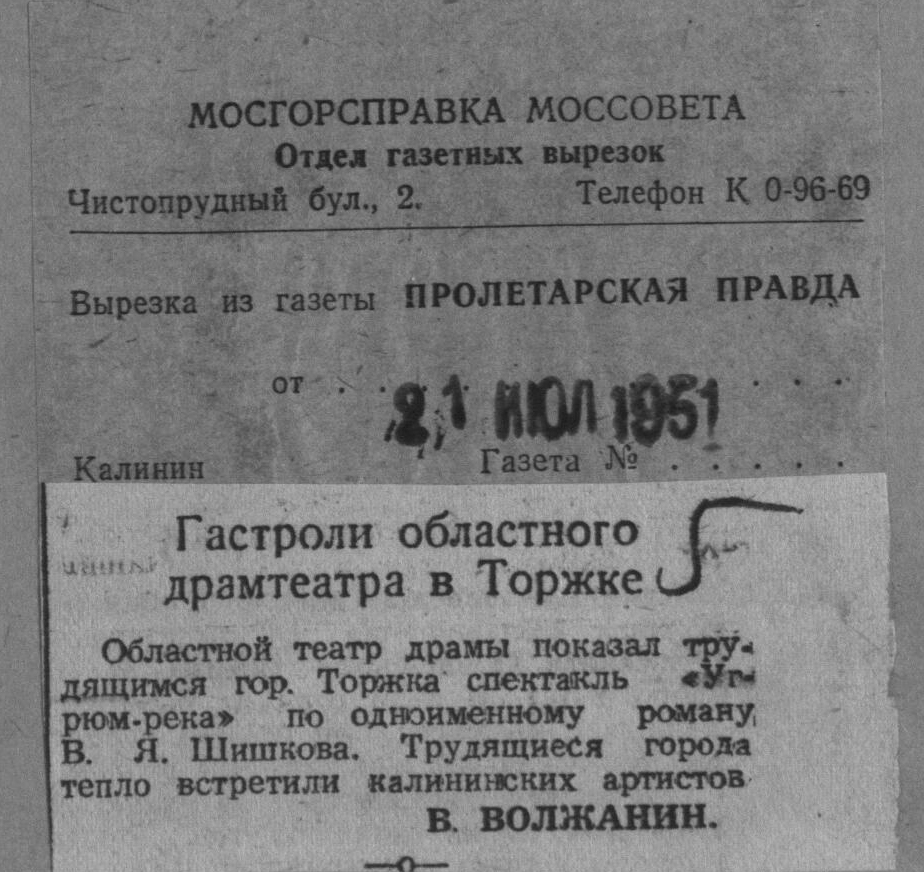 МОСГОРСПРАВКА МОССОВЕТА
Отдел газетных вырезок
Чистопрудный бул., 2. Телефон К 0-96-69
Вырезка из газеты ПРОЛЕТАРСКАЯ ПРАВДА
от . . 21 ИЮЛ 1951 . . .
Калинин Газета № . . . . .
Гастроли областного
драмтеатра в Торжке
Областной театр драмы показал тру-
дящимся гор. Торжка спектакль «Уг-
рюм-река» по одноименному роману
В. Я. Шишкова. Трудящиеся города
тепло встретили калининских артистов
В. ВОЛЖАНИН.